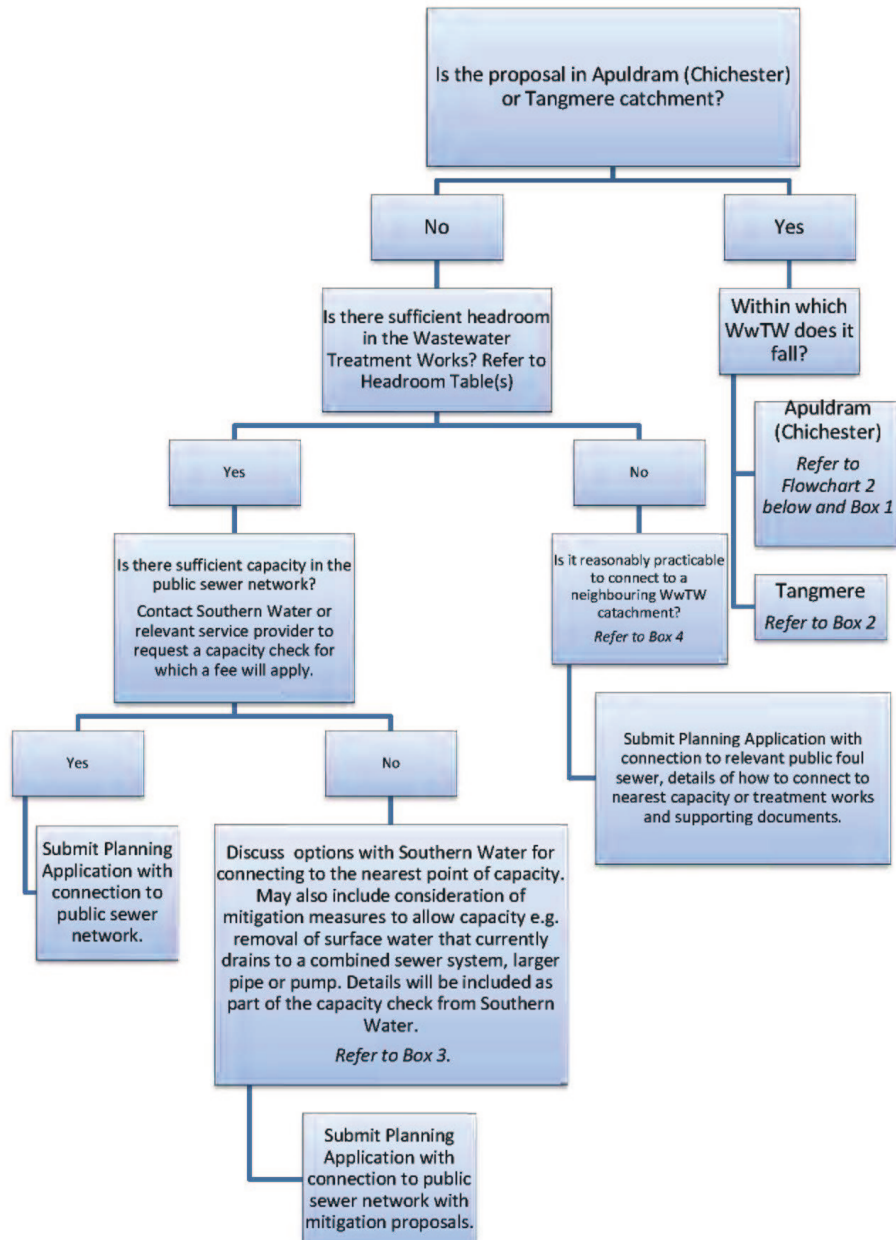 Is the proposal in Apuldram (Chichester)
or Tangmere catchment?
No
Yes
Is there sufficient headroom
in the Wastewater
Treatment Works? Refer to
Headroom Table(s)
Within which
WwTW does it
fall?
Apuldram
(Chichester)
Refer to
Flowchart 2
below and Box 1
Tangmere
Refer to Box 2
Yes
No
Is there sufficient capacity in the
public sewer network?
Contact Southern Water or
relevant service provider to
request a capacity check for
which a fee will apply.
Is it reasonably practicable
to connect to a
neighbouring WwTW
catachment?
Refer to Box 4
Submit Planning Application with
connection to relevant public foul
sewer, details of how to connect to
nearest capacity or treatment works
and supporting documents.
Yes
No
Submit Planning
Application with
connection to
public sewer
network.
Discuss options with Southern Water for
connecting to the nearest point of capacity.
May also include consideration of
mitigation measures to allow capacity e.g.
removal of surface water that currently
drains to a combined sewer system, larger
pipe or pump. Details will be included as
part of the capacity check from Southern
Water.
Refer to Box 3.
Submit Planning
Application with
connection to public
sewer network with
mitigation proposals.